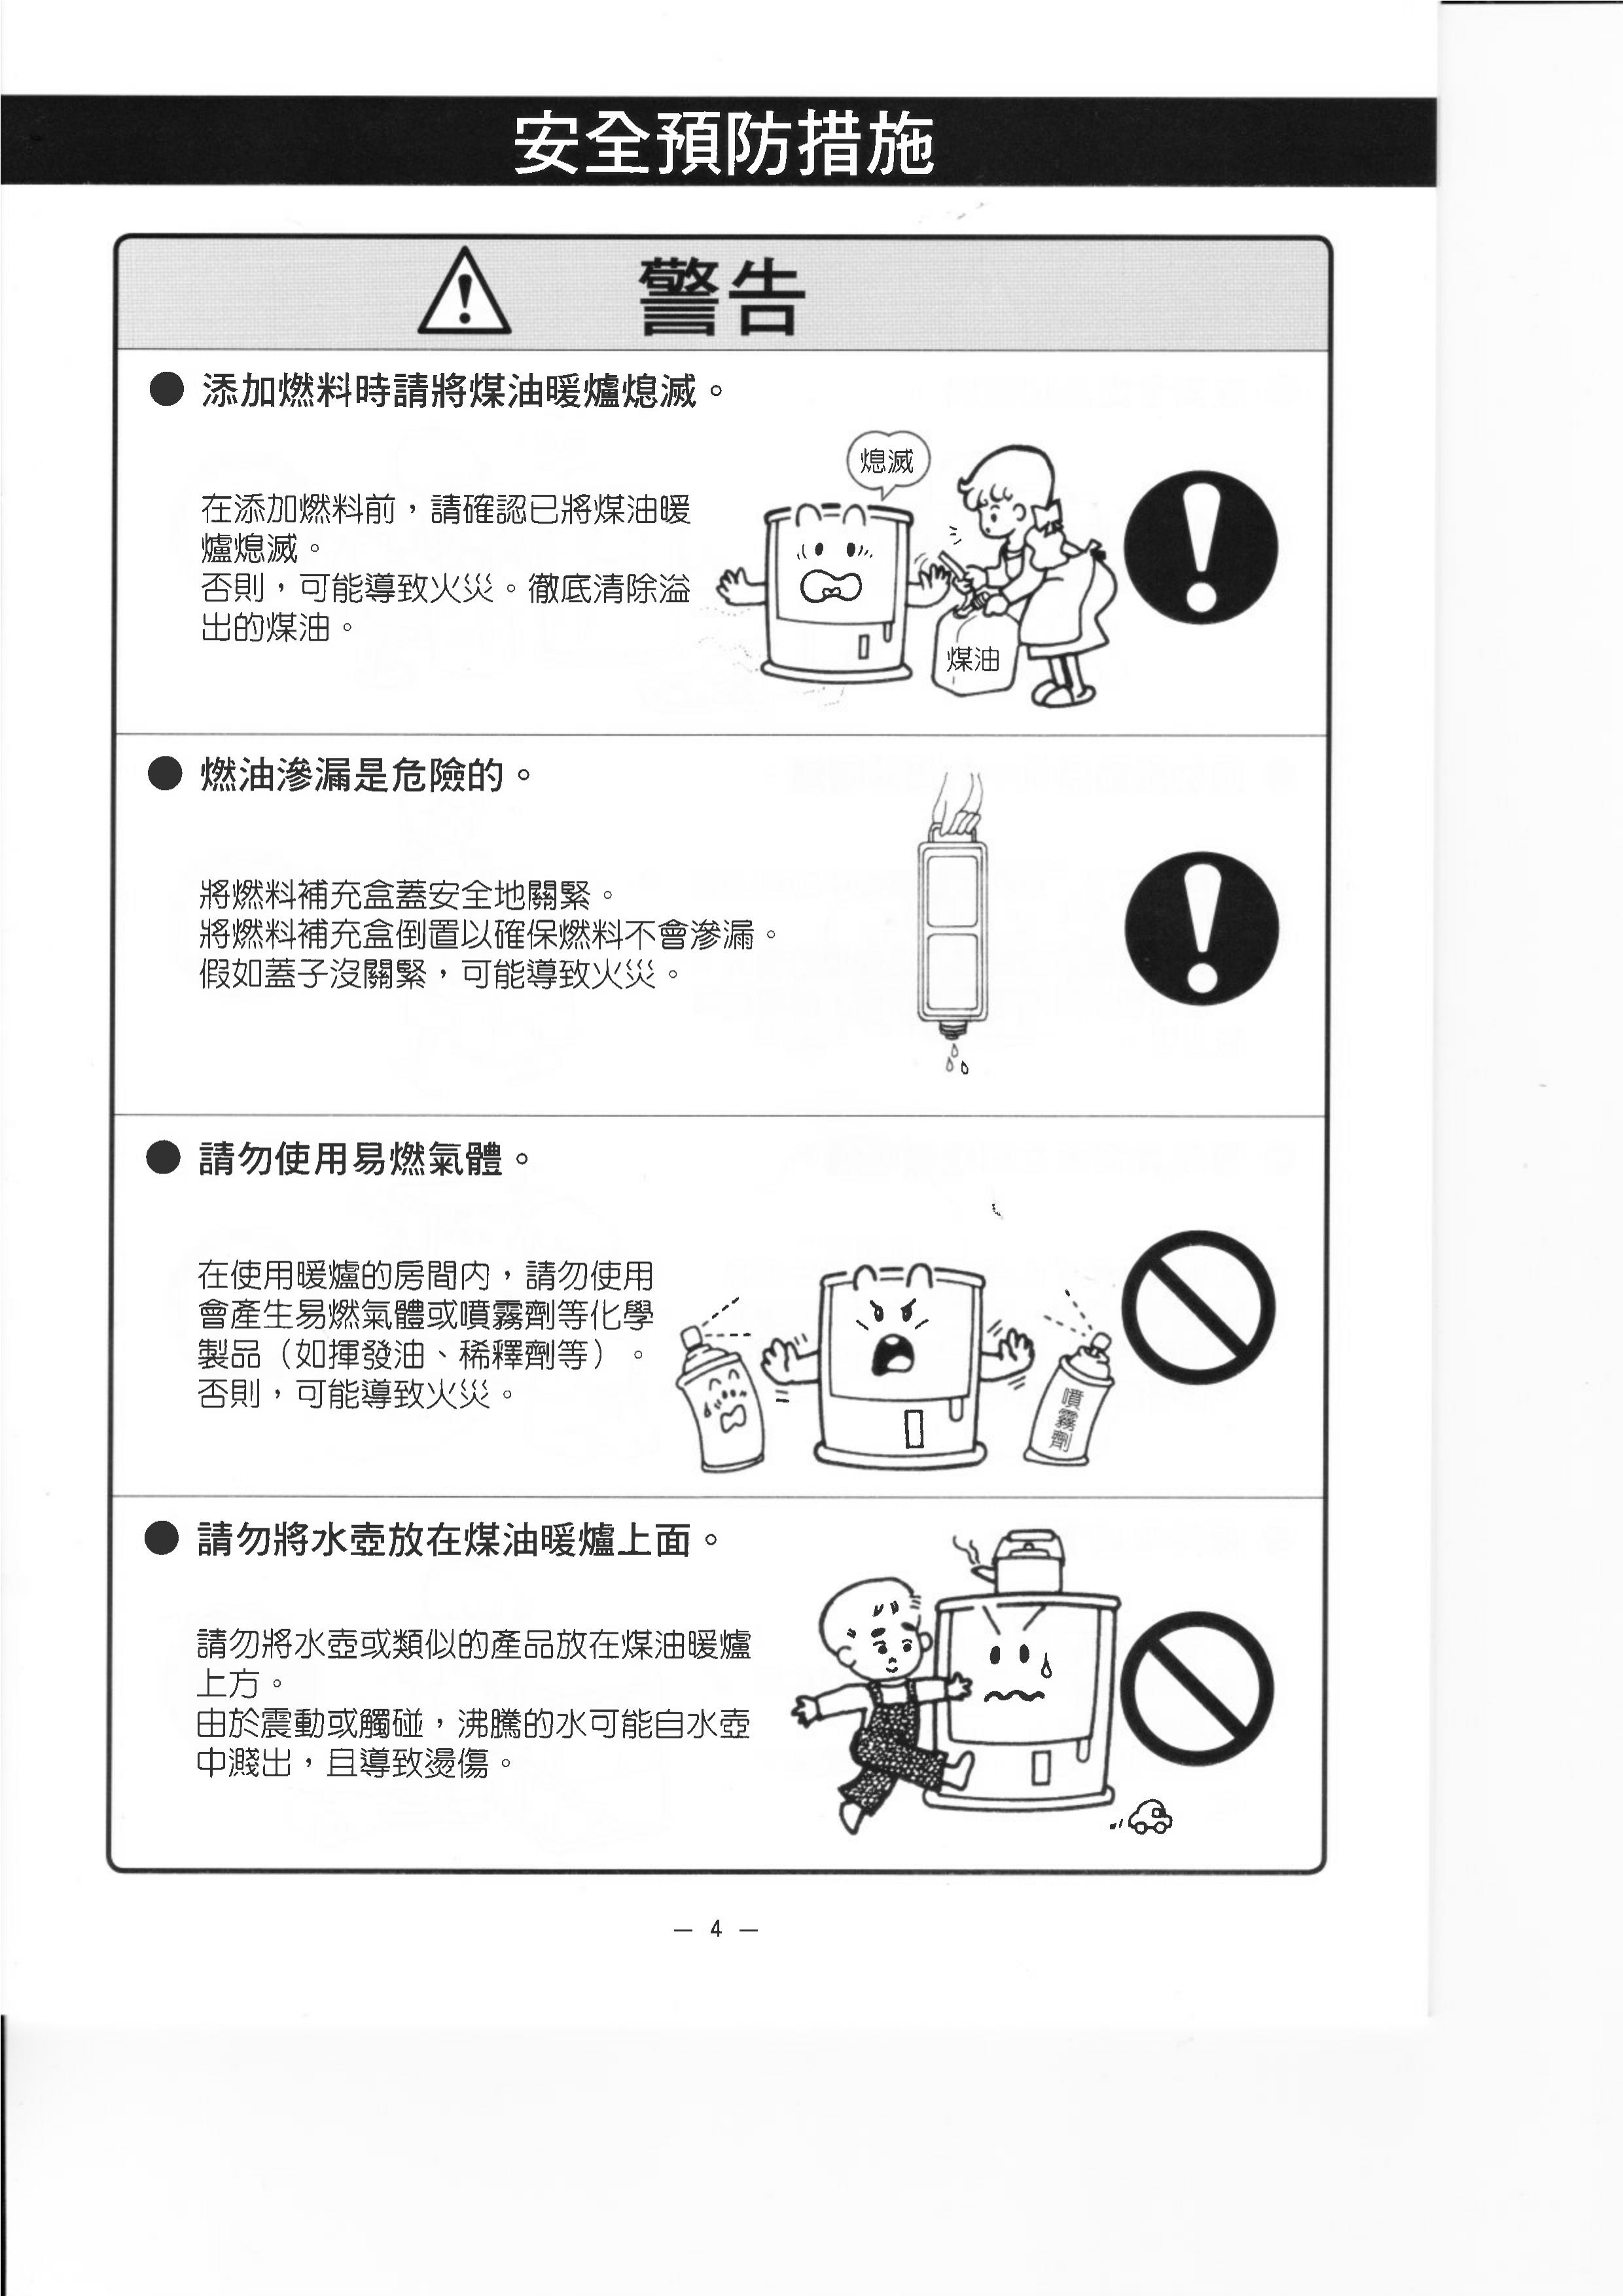 安全預防措施
警告
● 添加燃料時請將煤油暖爐熄滅。
在添加燃料前，請確認已將煤油暖
爐熄滅。
否則，可能導致火災。徹底清除溢
出的煤油。
熄滅
煤油
● 燃油滲漏是危險的。
將燃料補充盒蓋安全地關緊。
將燃料補充盒倒置以確保燃料不會滲漏。
假如蓋子沒關緊，可能導致火災。
● 請勿使用易燃氣體。
在使用暖爐的房間內，請勿使用
會產生易燃氣體或噴霧劑等化學
製品（如揮發油、稀釋劑等）。
否則，可能導致火災。
噴霧劑
● 請勿將水壺放在煤油暖爐上面。
請勿將水壺或類似的產品放在煤油暖爐
上方。
由於震動或觸碰，沸騰的水可能自水壺
中濺出，且導致燙傷。
— 4 —